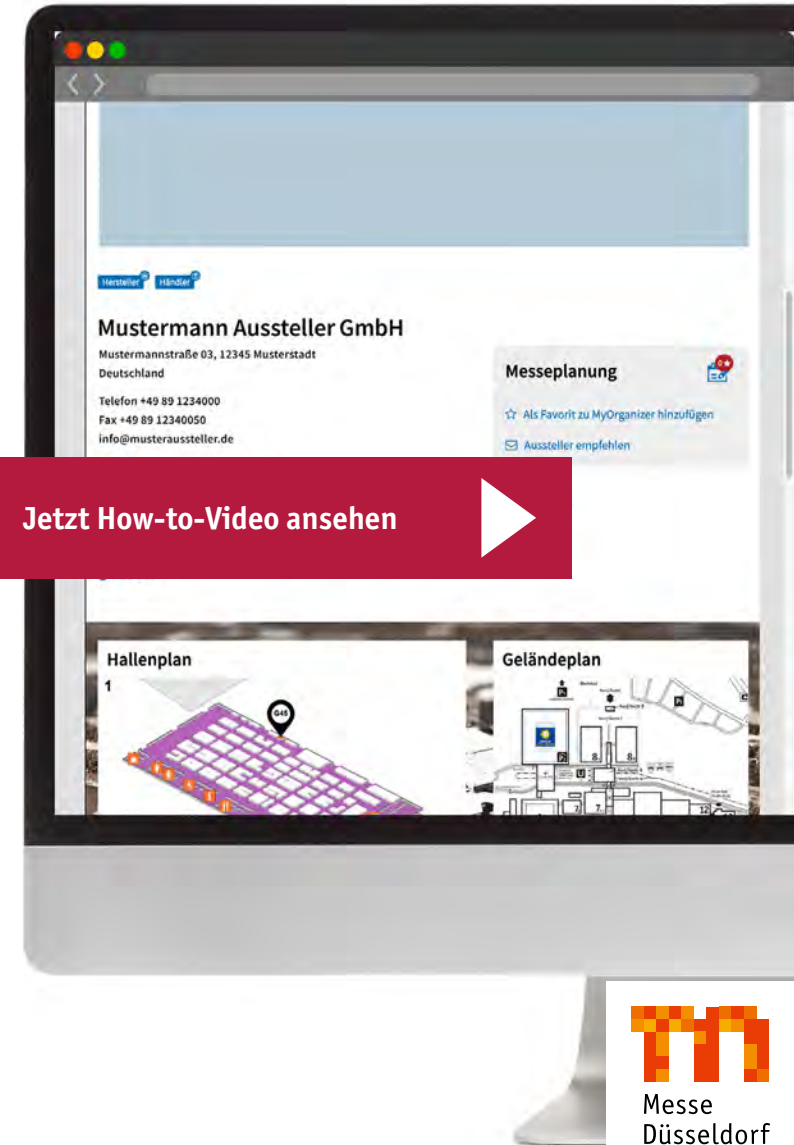 Hersteller
Händler
Mustermann Aussteller GmbH
Mustermannstraße 03, 12345 Musterstadt
Deutschland
Telefon +49 89 1234000
Fax +49 89 12340050
info@musteraussteller.de
Messeplanung
Als Favorit zu MyOrganizer hinzufügen
Aussteller empfehlen
Jetzt How-to-Video ansehen
Hallenplan
1
G45
Geländeplan
Messe
Düsseldorf